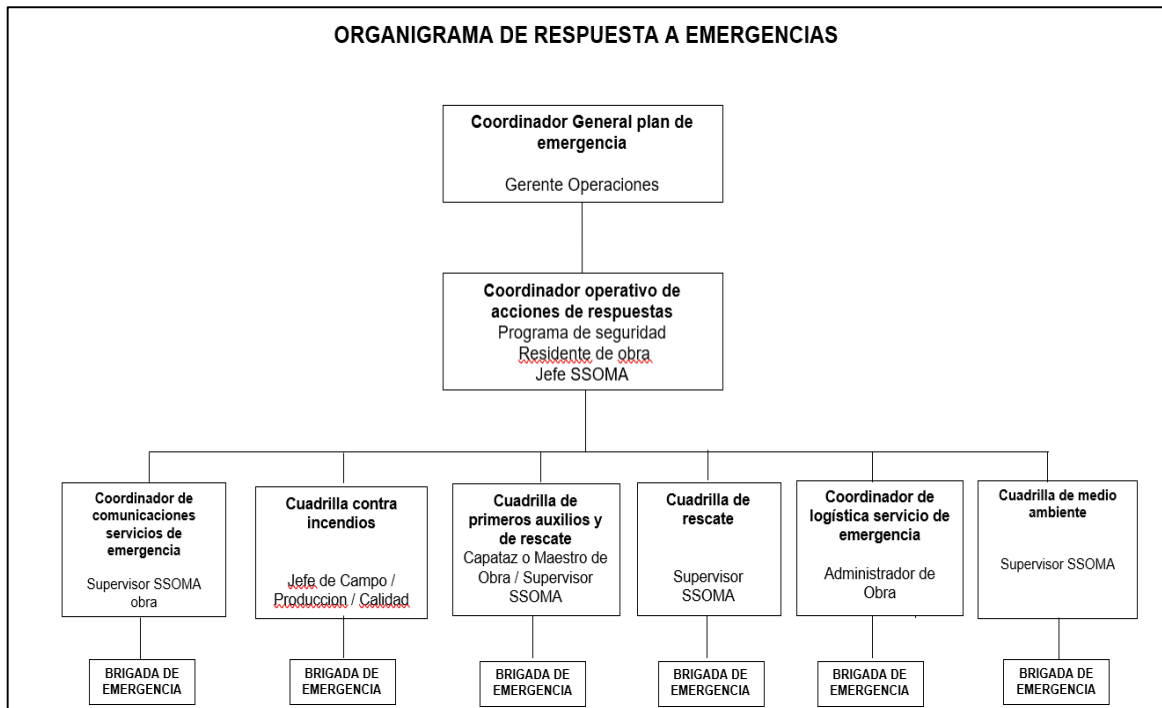 ORGANIGRAMA DE RESPUESTA A EMERGENCIAS
Coordinador General plan de
emergencia
Gerente Operaciones
Coordinador operativo de
acciones de respuestas
Programa de seguridad
Residente de obra
Jefe SSOMA
Coordinador de
comunicaciones
servicios de
emergencia
Supervisor SSOMA
obra
Cuadrilla contra
incendios
Jefe de Campo /
Produccion / Calidad
Cuadrilla de
primeros auxilios y
de rescate
Capataz o Maestro de
Obra / Supervisor
SSOMA
Cuadrilla de
rescate
Supervisor
SSOMA
Coordinador de
logística servicio de
emergencia
Administrador de
Obra
Cuadrilla de medio
ambiente
Supervisor SSOMA
BRIGADA DE
EMERGENCIA
BRIGADA DE
EMERGENCIA
BRIGADA DE
EMERGENCIA
BRIGADA DE
EMERGENCIA
BRIGADA DE
EMERGENCIA
BRIGADA DE
EMERGENCIA